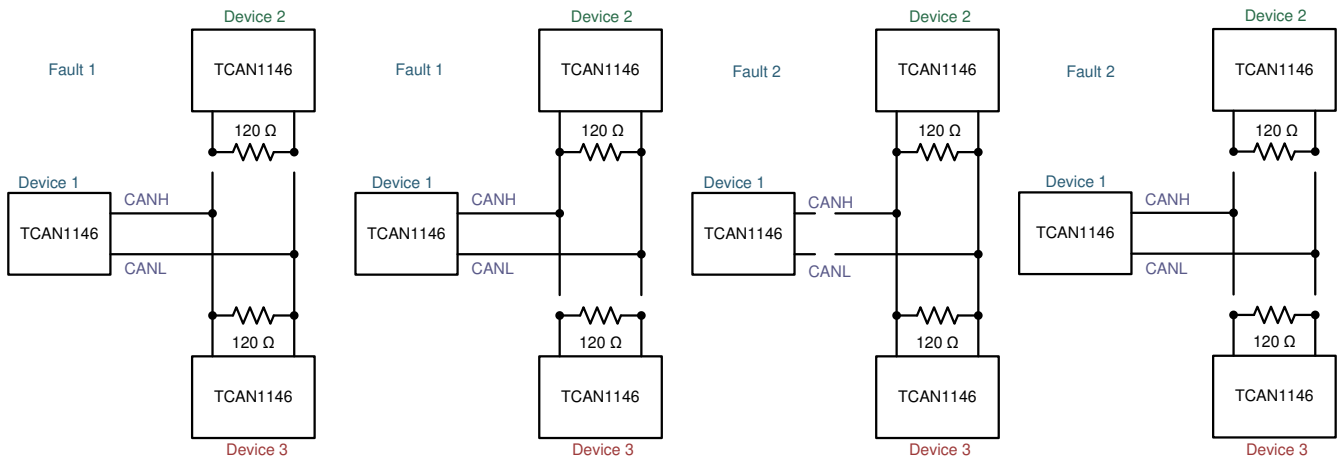 Device 2
Fault 1
TCAN1146
120 Ω
Device 1
CANH
TCAN1146
CANL
120 Ω
TCAN1146
Device 3
Device 2
Fault 1
TCAN1146
120 Ω
Device 1
CANH
TCAN1146
CANL
120 Ω
TCAN1146
Device 3
Device 2
Fault 2
TCAN1146
120 Ω
Device 1
CANH
TCAN1146
CANL
120 Ω
TCAN1146
Device 3
Device 2
Fault 2
TCAN1146
120 Ω
Device 1
CANH
TCAN1146
CANL
120 Ω
TCAN1146
Device 3